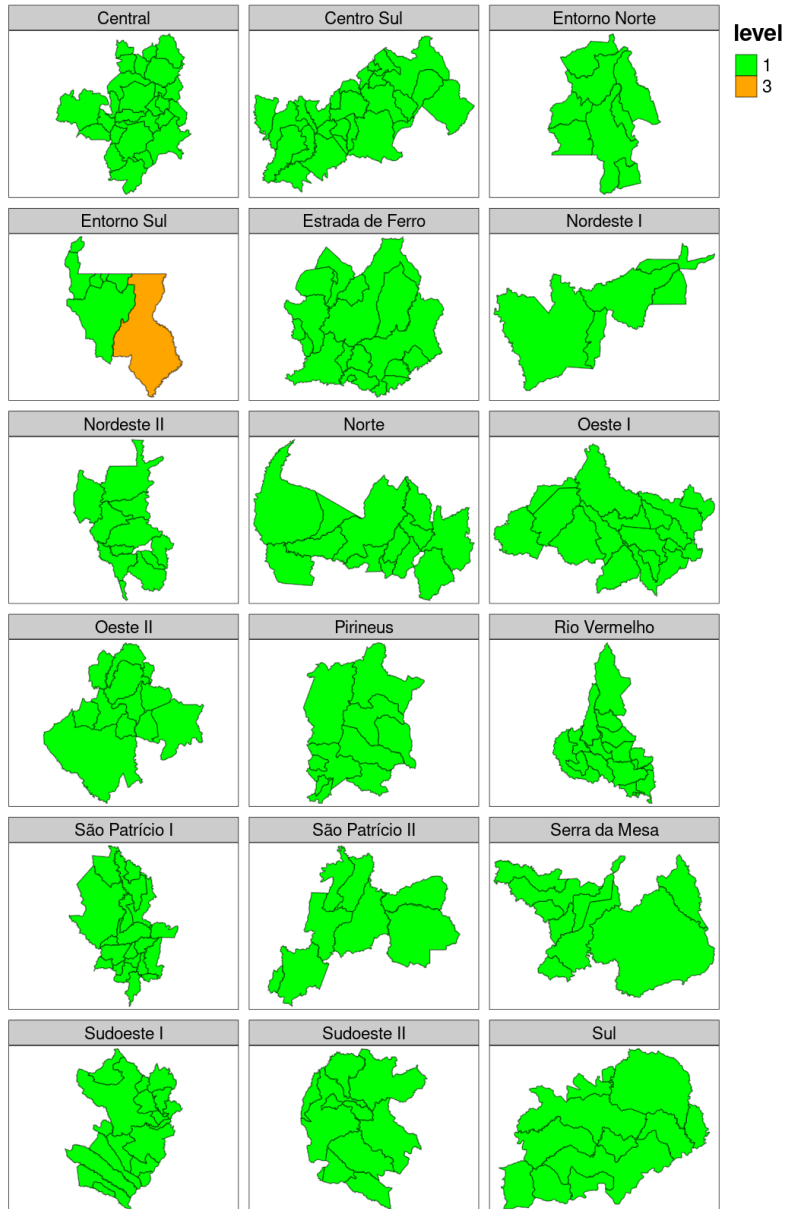 Central
Centro Sul
Entorno Norte
level
1
3
Entorno Sul
Estrada de Ferro
Nordeste I
Nordeste II
Norte
Oeste I
Oeste II
Pirineus
Rio Vermelho
São Patrício I
São Patrício II
Serra da Mesa
Sudoeste I
Sudoeste II
Sul